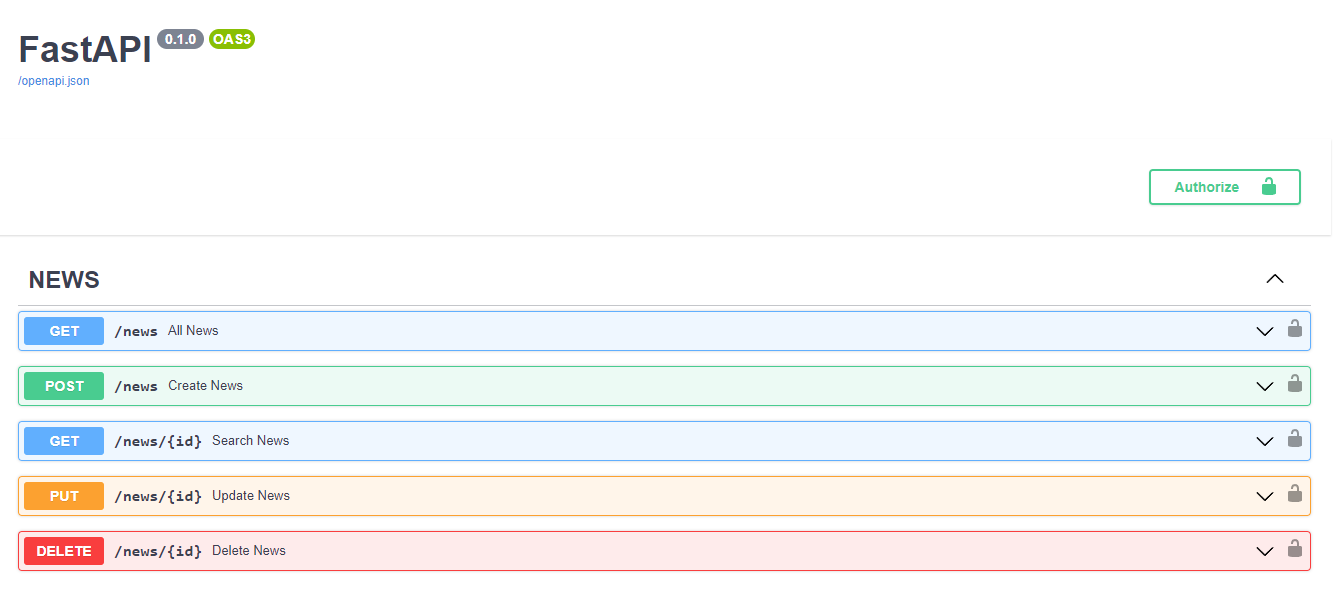 FastAPI 0.1.0 OAS3
/openapi.json
Authorize
NEWS
GET /news All News
POST /news Create News
GET /news/{id} Search News
PUT /news/{id} Update News
DELETE /news/{id} Delete News